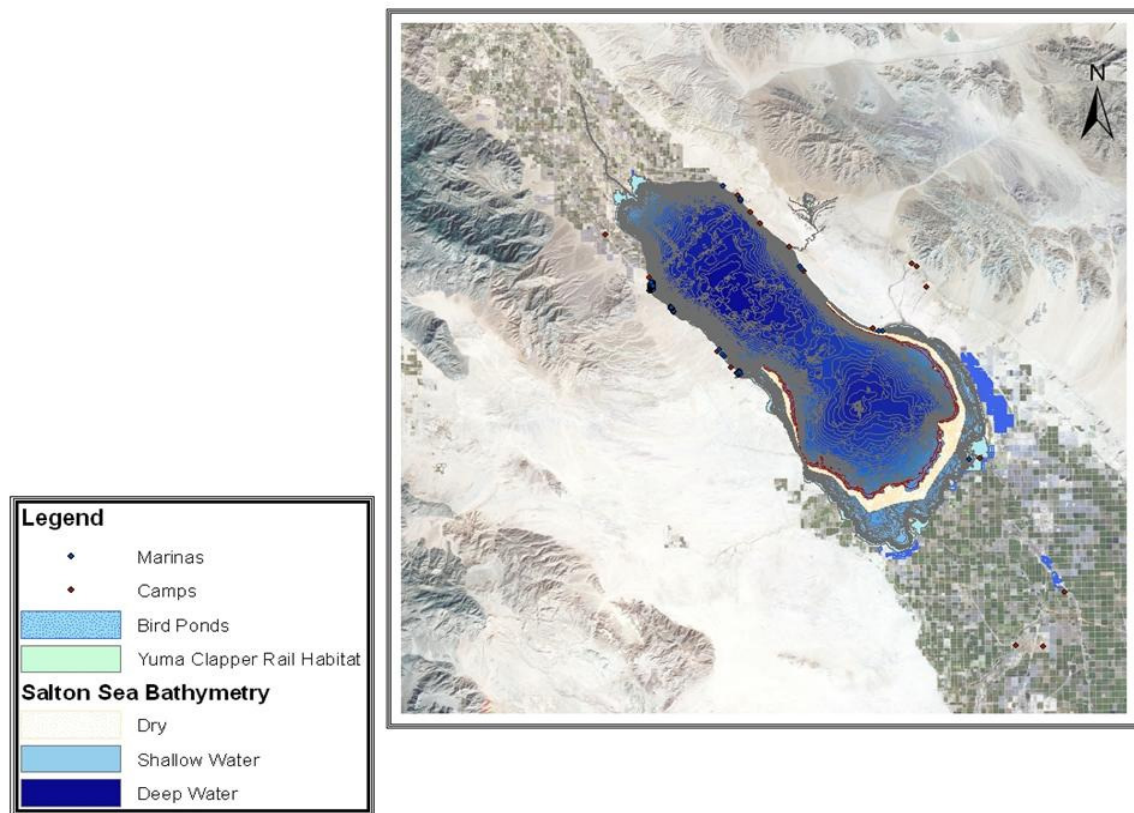 N
Legend
Marinas
Camps
Bird Ponds
Yuma Clapper Rail Habitat
Salton Sea Bathymetry
Dry
Shallow Water
Deep Water